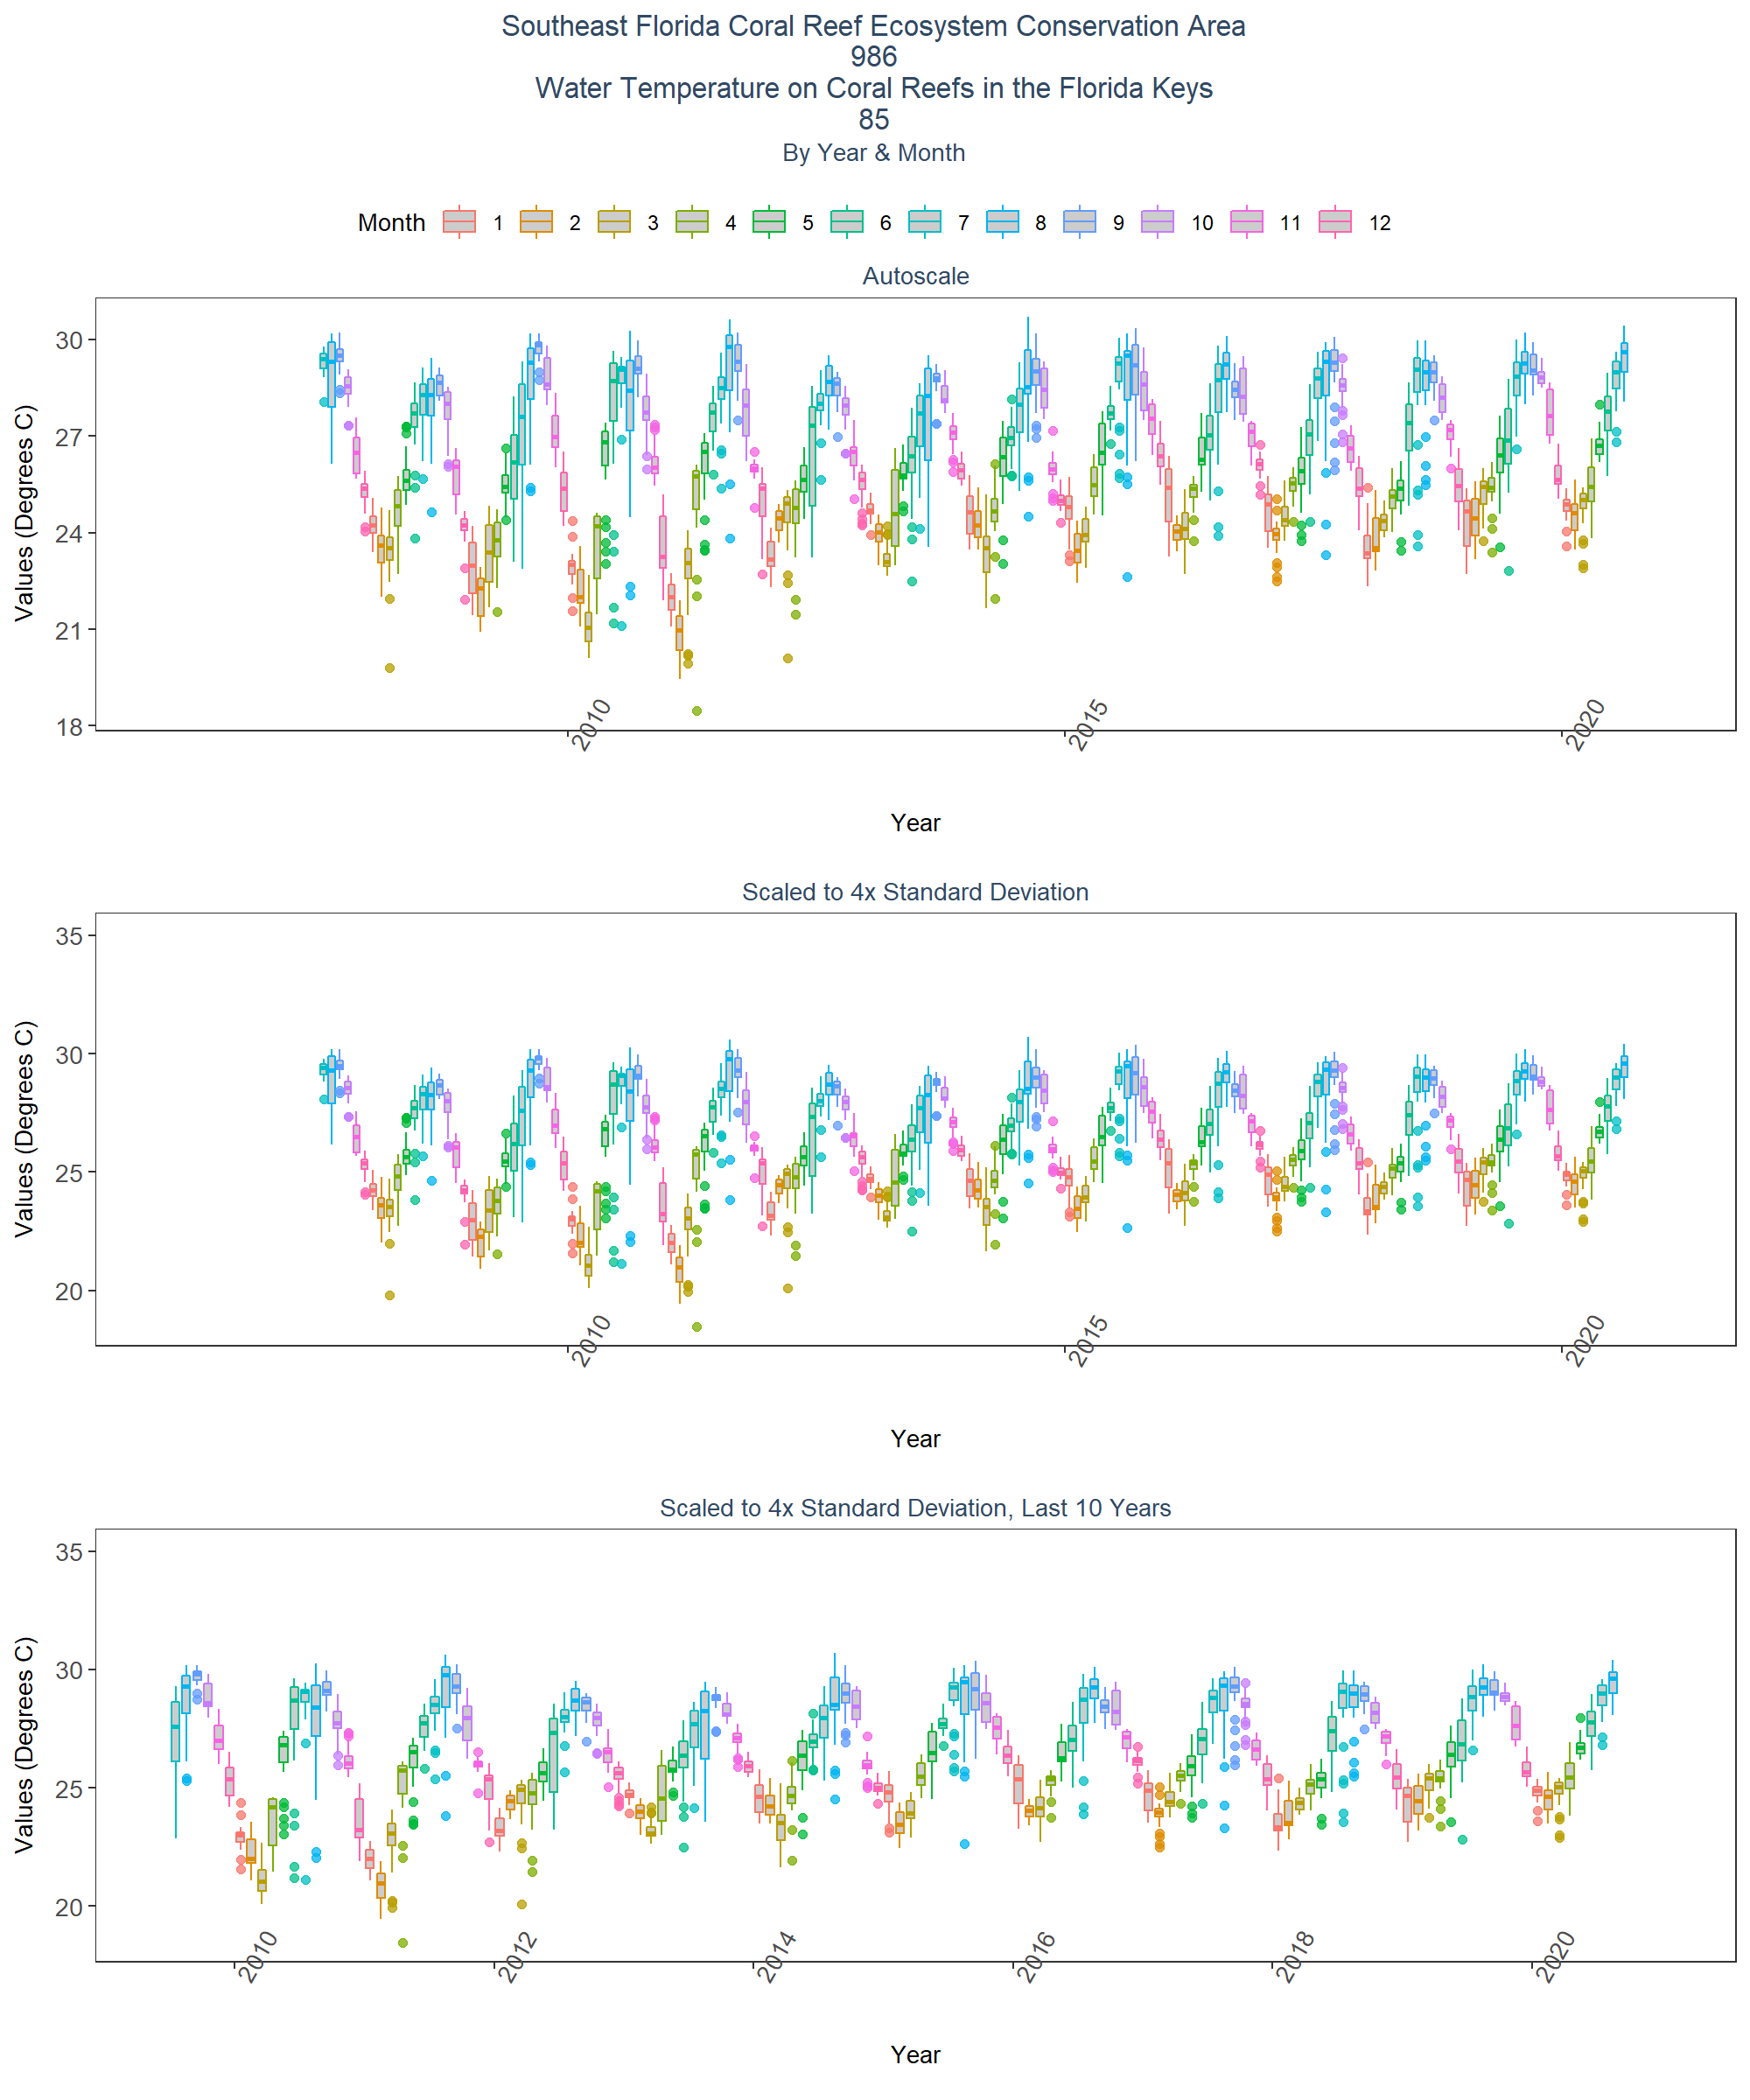 Southeast Florida Coral Reef Ecosystem Conservation Area
986
Water Temperature on Coral Reefs in the Florida Keys
85
By Year & Month
Month 1 2 3 4 5 6 7 8 9 10 11 12
Autoscale
Values (Degrees C)
30
27
24
21
18
2010 2015 2020
Year
Scaled to 4x Standard Deviation
Values (Degrees C)
35
30
25
20
2010 2015 2020
Year
Scaled to 4x Standard Deviation, Last 10 Years
Values (Degrees C)
35
30
25
20
2010 2012 2014 2016 2018 2020
Year